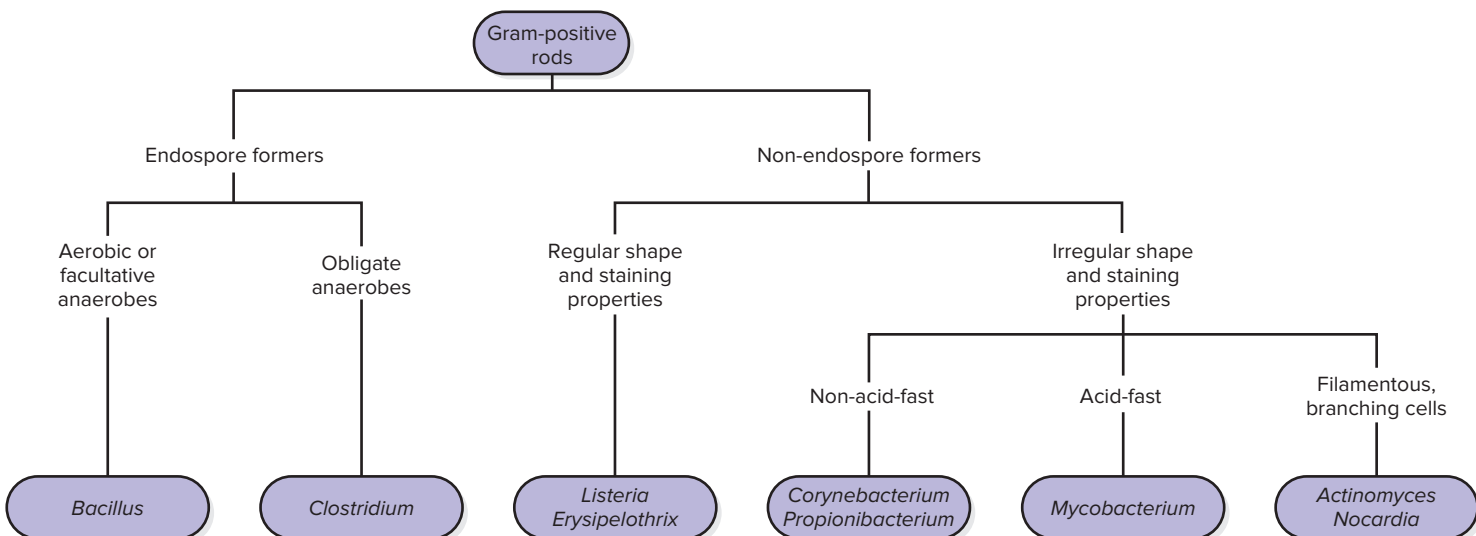 Gram-positive
rods
Endospore formers
Non-endospore formers
Aerobic or
facultative
anaerobes
Obligate
anaerobes
Regular shape
and staining
properties
Irregular shape
and staining
properties
Non-acid-fast
Acid-fast
Filamentous,
branching cells
Bacillus
Clostridium
Listeria
Erysipelothrix
Corynebacterium
Propionibacterium
Mycobacterium
Actinomyces
Nocardia